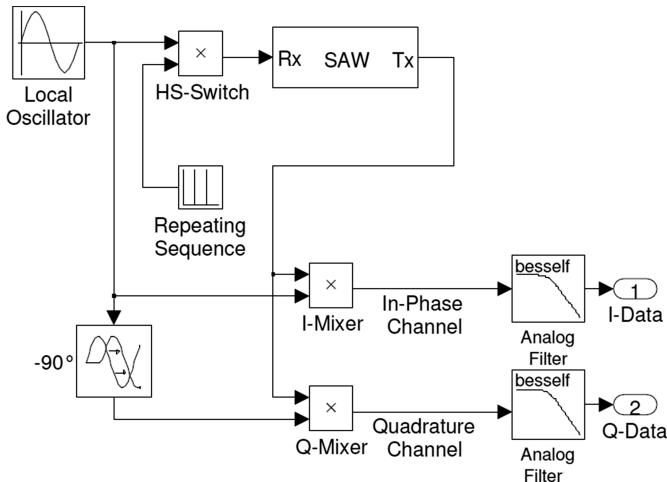 Local
Oscillator
×
HS-Switch
Rx SAW Tx
Repeating
Sequence
-90°
×
I-Mixer
In-Phase
Channel
besself
Analog
Filter
1
I-Data
×
Q-Mixer
Quadrature
Channel
besself
Analog
Filter
2
Q-Data